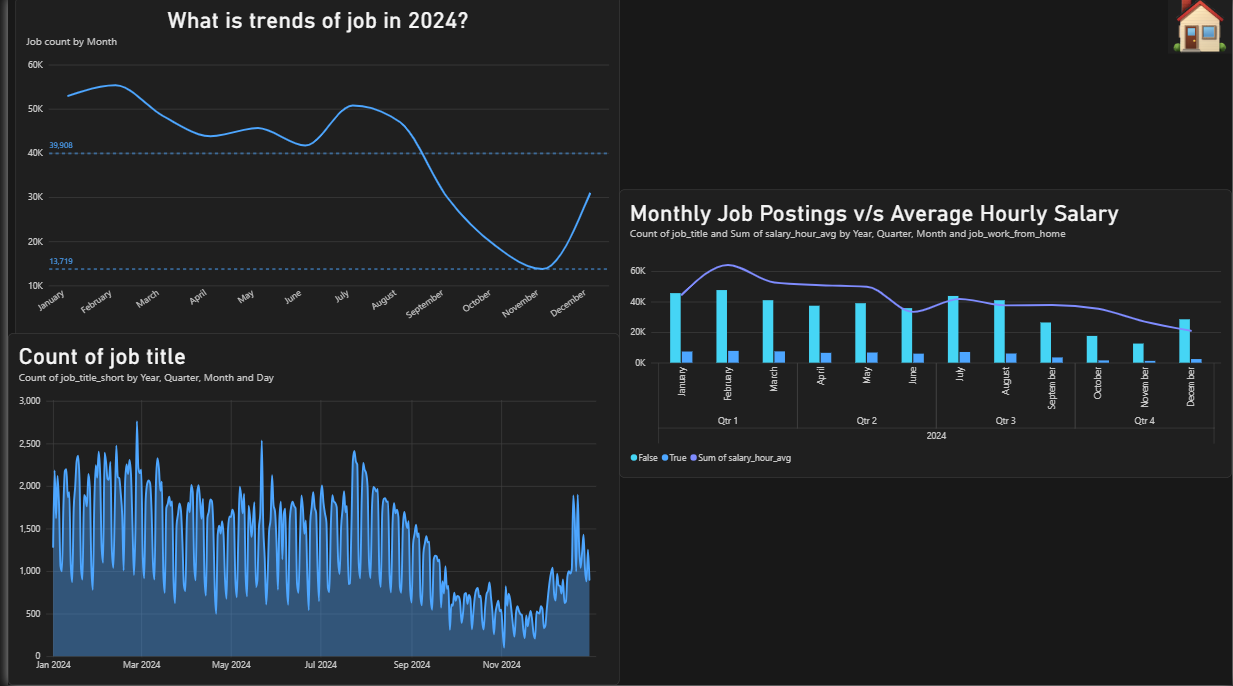 What is trends of job in 2024?
Job count by Month
60K
50K
40K
30K
20K
10K
39,908
13,719
January
February
March
April
May
June
July
August
September
October
November
December
Count of job title
Count of job_title_short by Year, Quarter, Month and Day
3,000
2,500
2,000
1,500
1,000
500
0
Jan 2024
Mar 2024
May 2024
Jul 2024
Sep 2024
Nov 2024
Monthly Job Postings v/s Average Hourly Salary
Count of job_title and Sum of salary_hour_avg by Year, Quarter, Month and job_work_from_home
60K
40K
20K
0K
January
February
March
April
May
June
July
August
September
October
November
December
Qtr 1
Qtr 2
Qtr 3
Qtr 4
2024
False True Sum of salary_hour_avg